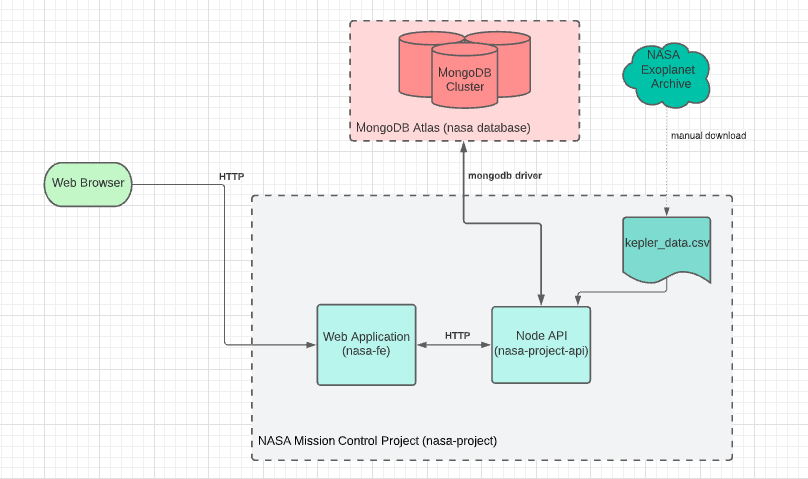 MongoDB
Cluster
MongoDB Atlas (nasa database)
NASA
Exoplanet
Archive
manual download
Web Browser
HTTP
mongodb driver
kepler_data.csv
Web Application
(nasa-fe)
HTTP
Node API
(nasa-project-api)
NASA Mission Control Project (nasa-project)